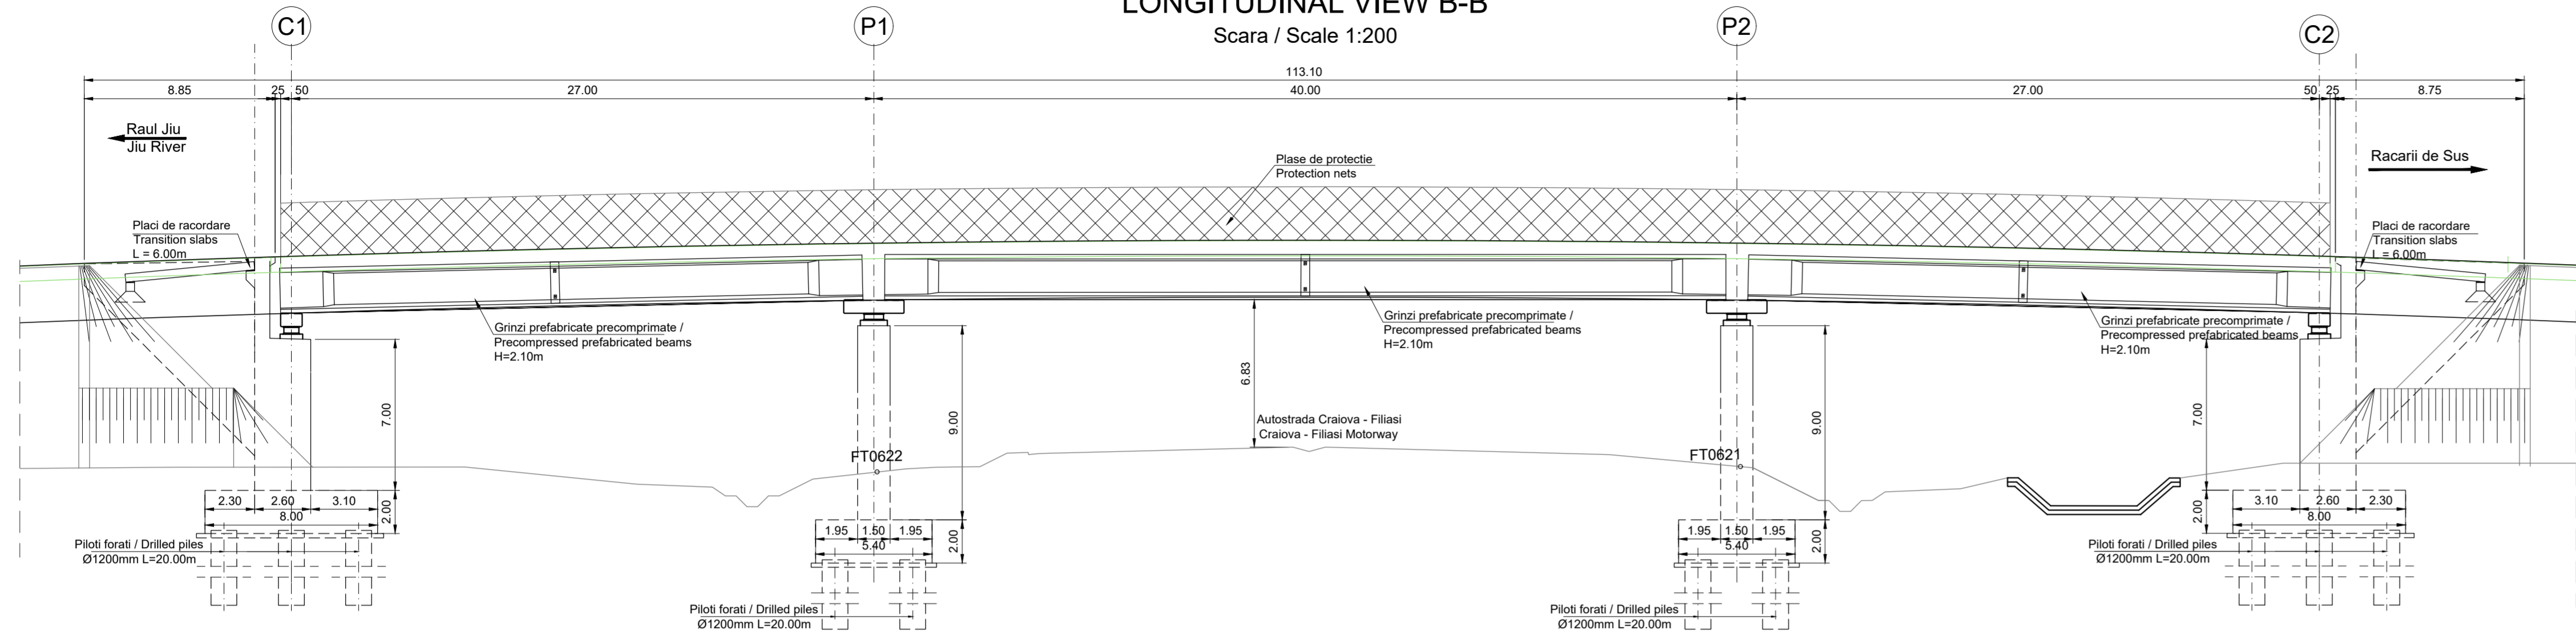 LONGITUDINAL VIEW B-B
Scara / Scale 1:200
C1
P1
P2
C2
113.10
8.85
25
50
27.00
40.00
27.00
50
25
8.75
Raul Jiu
Jiu River
Racarii de Sus
Plase de protectie
Protection nets
Placi de racordare
Transition slabs
L = 6.00m
Placi de racordare
Transition slabs
L = 6.00m
Grinzi prefabricate precomprimate /
Precompressed prefabricated beams
H=2.10m
Grinzi prefabricate precomprimate /
Precompressed prefabricated beams
H=2.10m
Grinzi prefabricate precomprimate /
Precompressed prefabricated beams
H=2.10m
7.00
9.00
6.83
9.00
7.00
Autostrada Craiova - Filiasi
Craiova - Filiasi Motorway
FT0622
FT0621
2.30
2.60
3.10
8.00
2.00
1.95
1.50
1.95
5.40
2.00
1.95
1.50
1.95
5.40
2.00
3.10
2.60
2.30
8.00
2.00
Piloti forati / Drilled piles
Ø1200mm L=20.00m
Piloti forati / Drilled piles
Ø1200mm L=20.00m
Piloti forati / Drilled piles
Ø1200mm L=20.00m
Piloti forati / Drilled piles
Ø1200mm L=20.00m